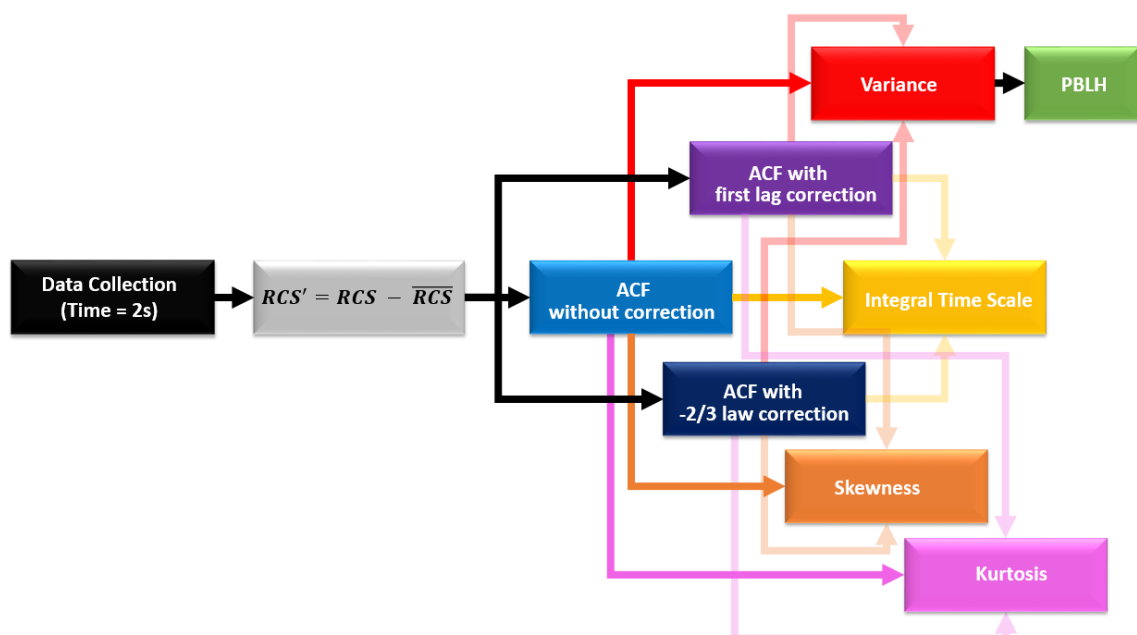 Variance
PBLH
ACF with
first lag correction
Data Collection
(Time = 2s)
𝑹𝑪𝑺′ = 𝑹𝑪𝑺 − \overline{𝑹𝑪𝑺}
ACF
without correction
Integral Time Scale
ACF with
-2/3 law correction
Skewness
Kurtosis